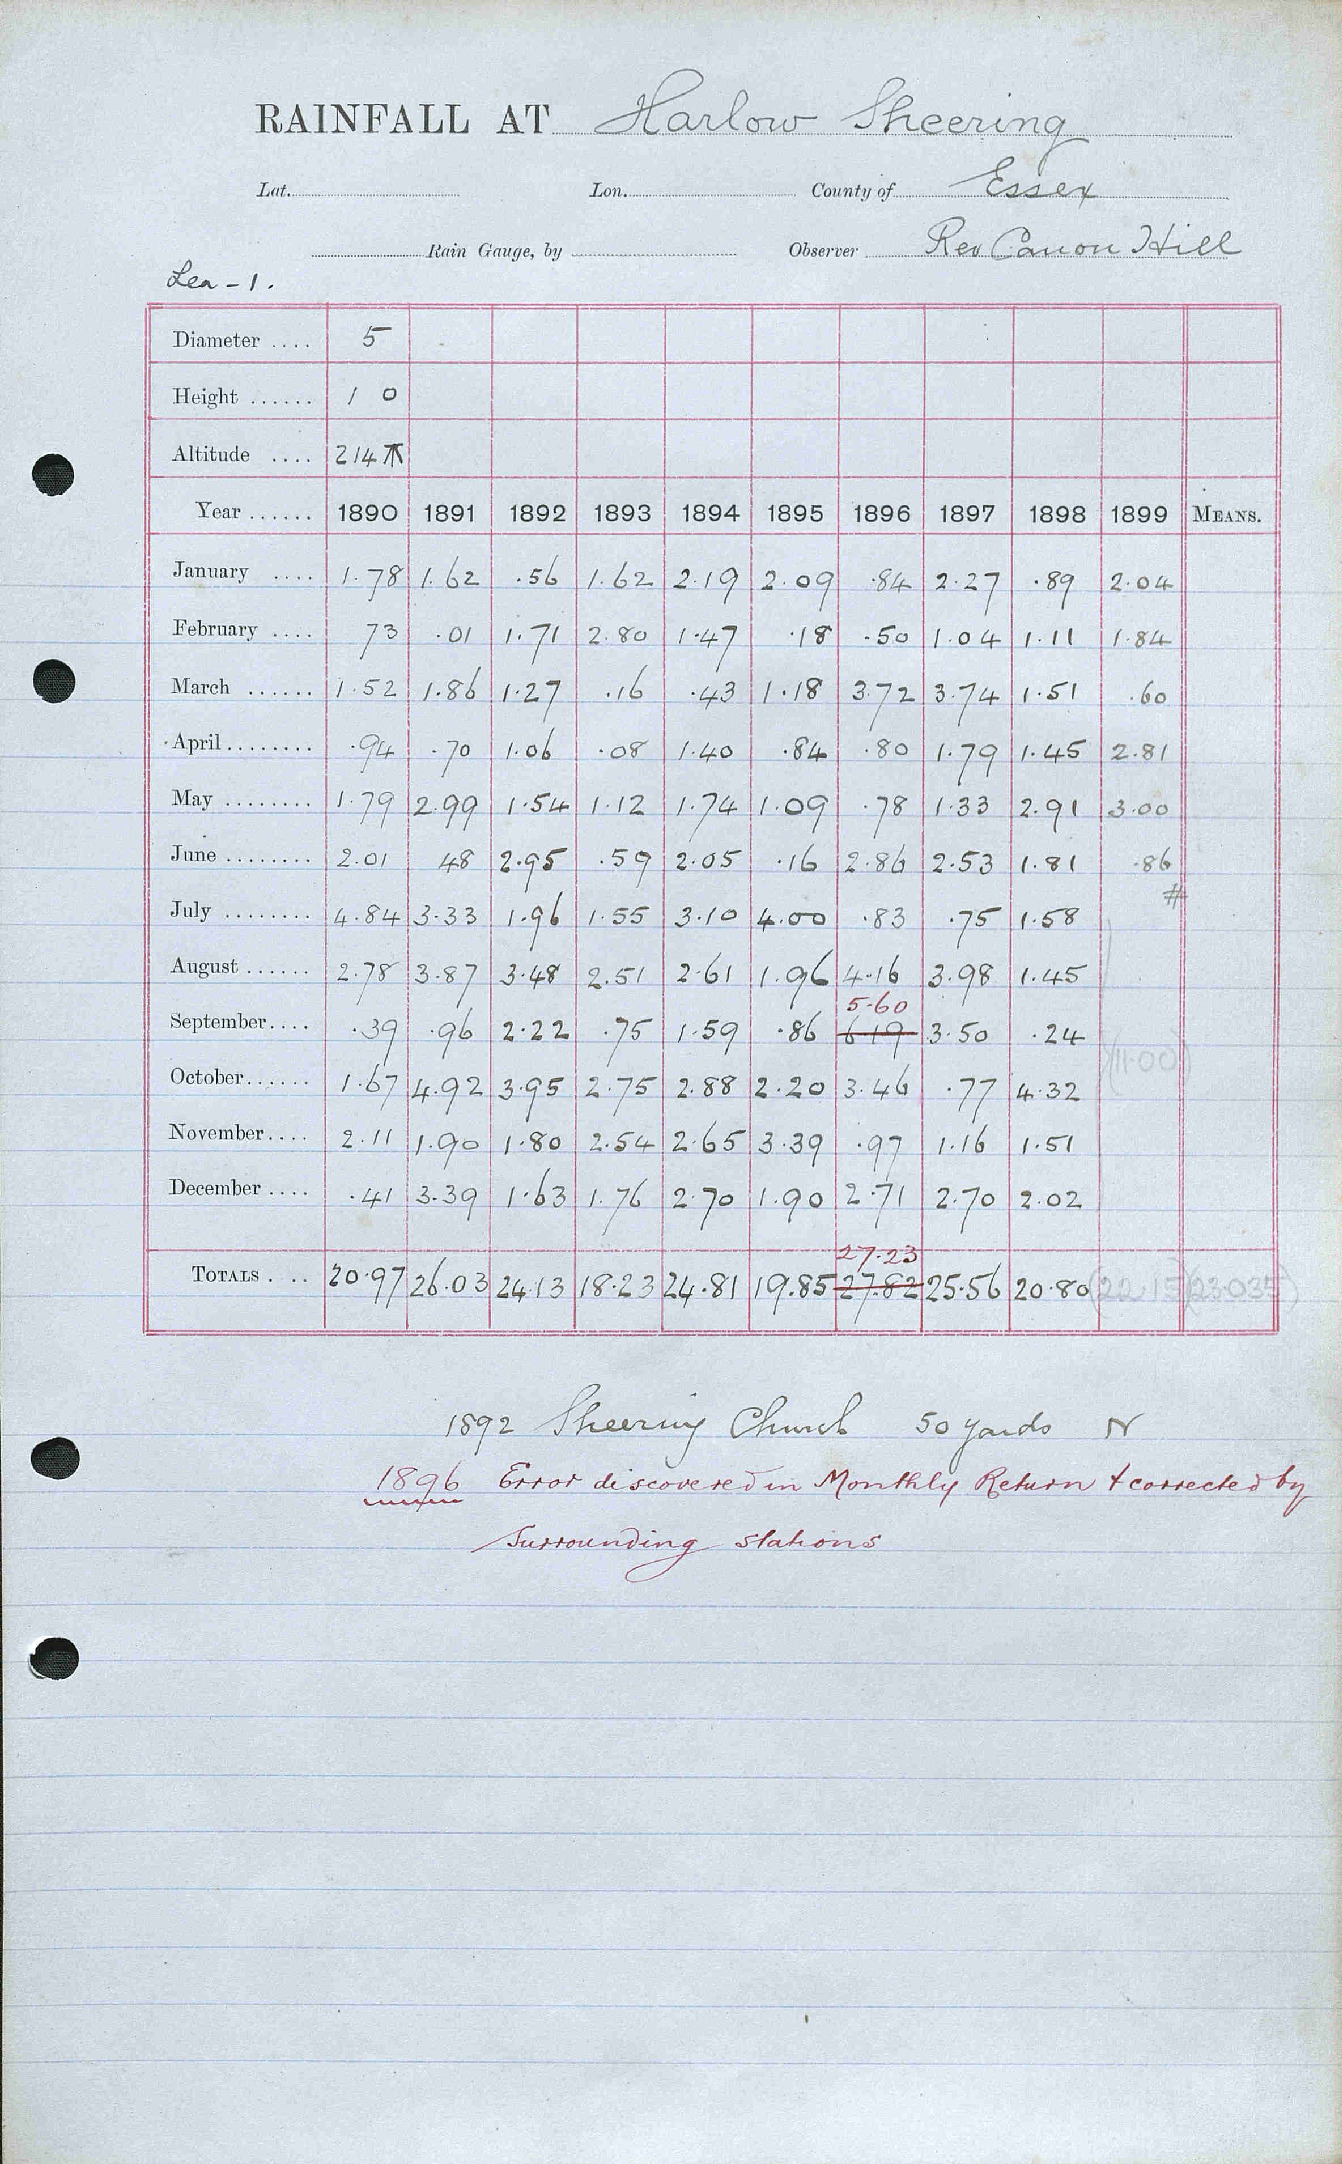 RAINFALL AT Harlow Sheering
Lat. Lon. County of Essex
Rain Gauge, by Observer Rev Canon Hill
Lea - 1.
Diameter .... 5
Height ...... 1 0
Altitude .... 214
Year ...... 1890 1891 1892 1893 1894 1895 1896 1897 1898 1899 MEANS.
January .... 1.78 1.62 .56 1.62 2.19 2.09 .84 2.27 .89 2.04
February .... 73 .01 1.71 2.80 1.47 .18 .50 1.04 1.11 1.84
March ...... 1.52 1.86 1.27 .16 .43 1.18 3.72 3.74 1.51 .60
April ........ .94 .70 1.06 .08 1.40 .84 .80 1.79 1.45 2.81
May ........ 1.79 2.99 1.54 1.12 1.74 1.09 .78 1.33 2.91 3.00
June ........ 2.01 48 2.95 .59 2.05 .16 2.86 2.53 1.81 .86
#
July ........ 4.84 3.33 1.96 1.55 3.10 4.00 .83 .75 1.58
August ...... 2.78 3.87 3.48 2.51 2.61 1.96 4.16 3.98 1.45
5.60
September .... .39 .96 2.22 .75 1.59 .86 6 19 3.50 .24
(11.00)
October ...... 1.67 4.92 3.95 2.75 2.88 2.20 3.46 .77 4.32
November .... 2.11 1.90 1.80 2.54 2.65 3.39 .97 1.16 1.51
December .... .41 3.39 1.63 1.76 2.70 1.90 2.71 2.70 2.02
27.23
TOTALS . .. 20.97 26.03 24.13 18.23 24.81 19.85 27.82 25.56 20.80 (22.15) (23.035)
1892 Sheering Church 50 yards N
1896 Error discovered in Monthly Return + corrected by
Surrounding stations